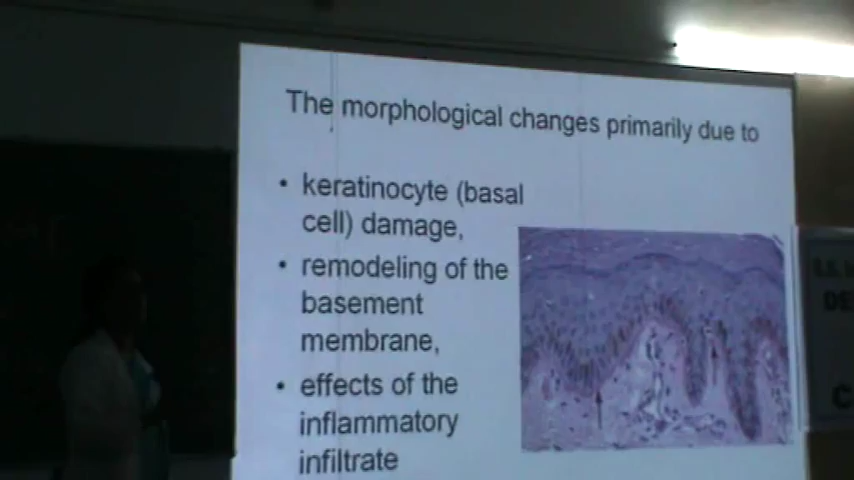 The morphological changes primarily due to
• keratinocyte (basal
cell) damage,
• remodeling of the
basement
membrane,
• effects of the
inflammatory
infiltrate
DE
C